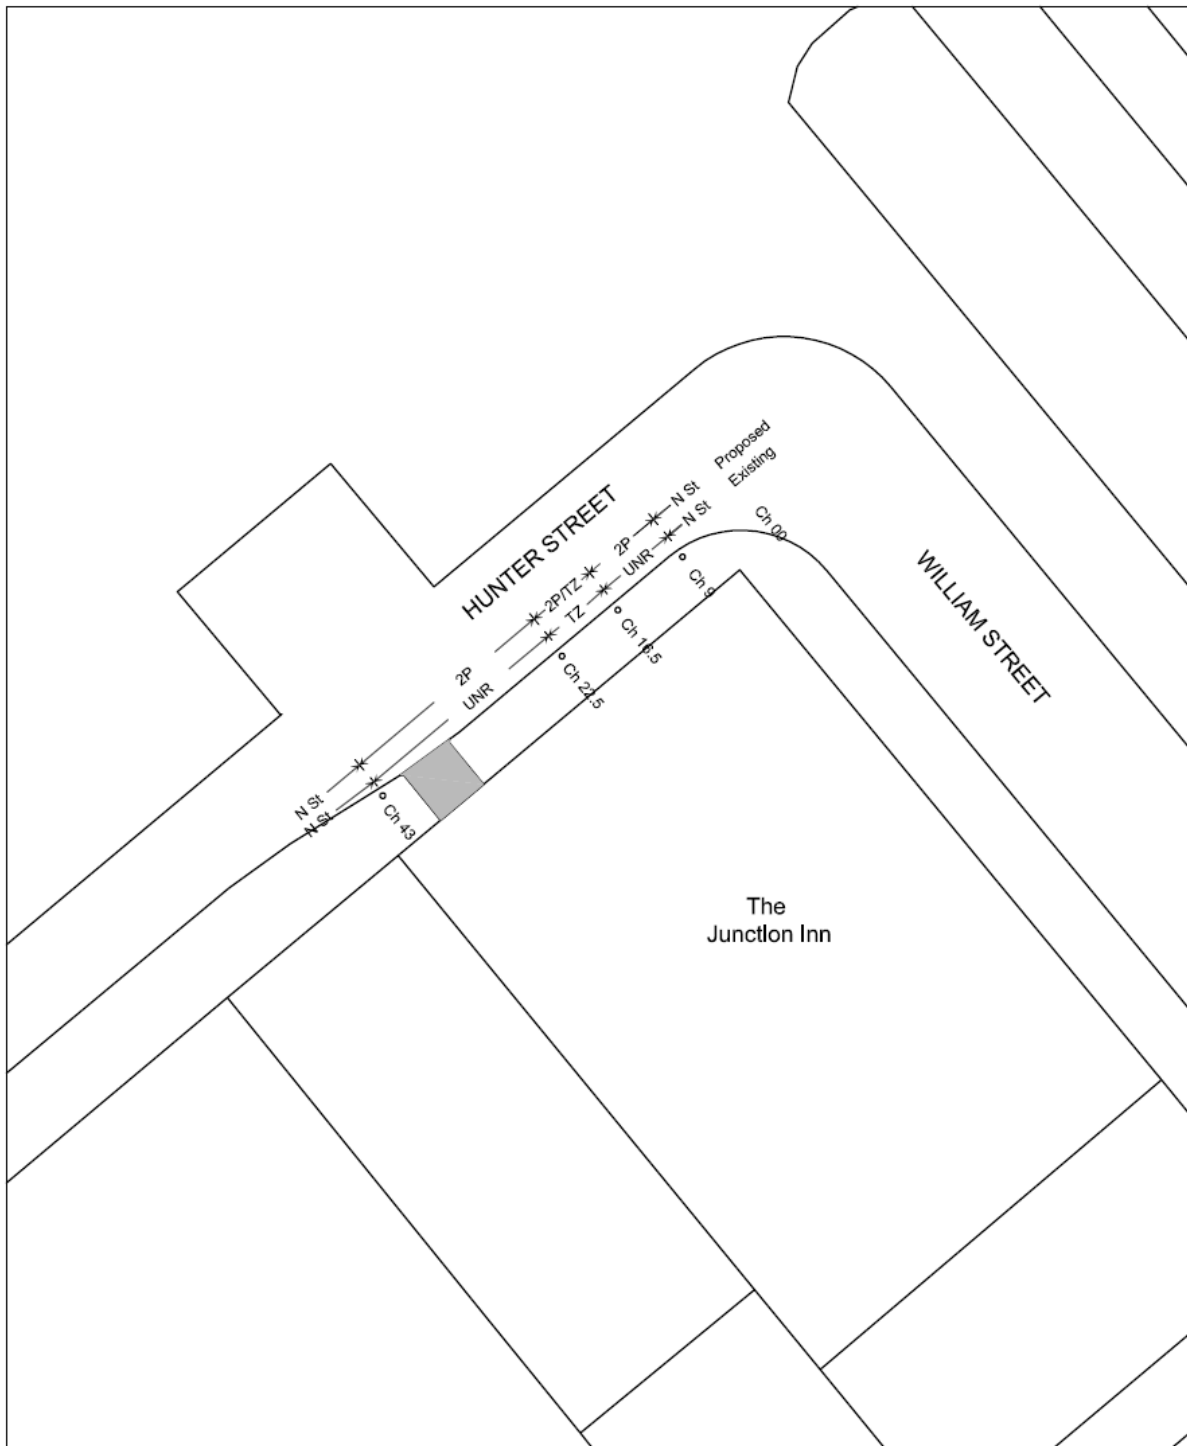 Proposed
Existing
N St
2P
2P/TZ
2P
N St
N St
UNR
TZ
UNR
N St
HUNTER STREET
WILLIAM STREET
Ch 00
Ch 9
Ch 16.5
Ch 22.5
Ch 43
The
Junction Inn